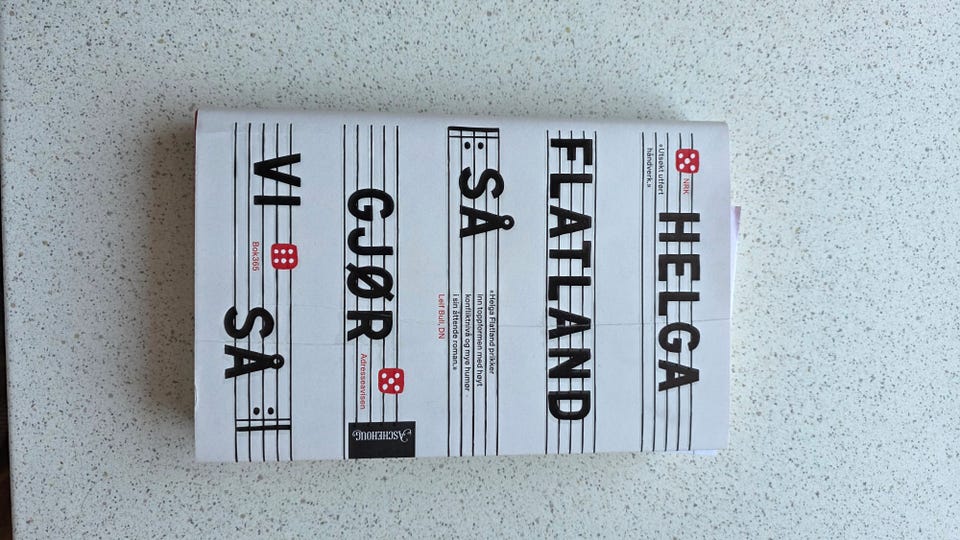 NRK
«Utsøkt utført
håndverk.»
HELGA
FLATLAND
SÅ
«Helga Flatland prikker
inn toppformen med høyt
konfliktnivå og mye humør
i sin åttende roman.»
Leif Bull, DN
GJØR
Adresseavisen
VI
Bok365
SÅ
ASCHEHOUG